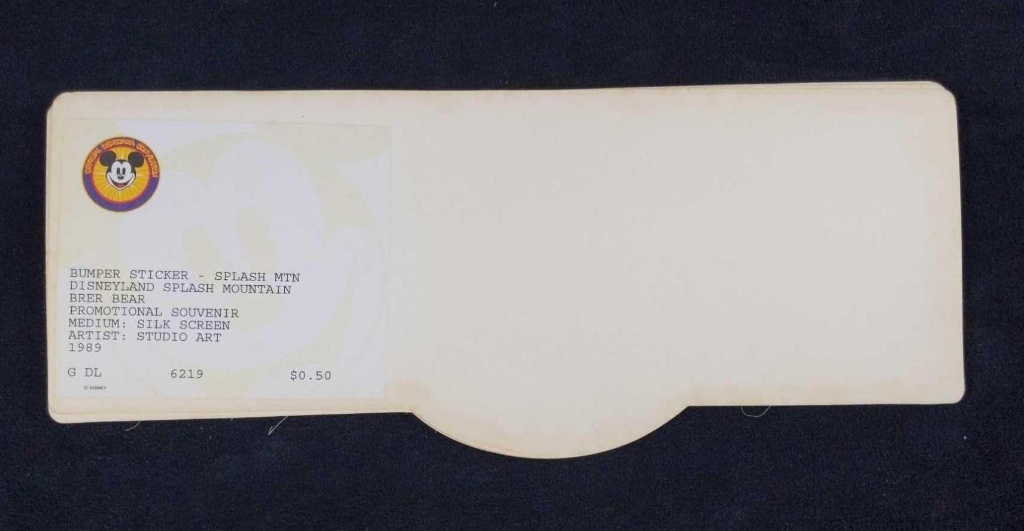 BUMPER STICKER - SPLASH MTN
DISNEYLAND SPLASH MOUNTAIN
BRER BEAR
PROMOTIONAL SOUVENIR
MEDIUM: SILK SCREEN
ARTIST: STUDIO ART
1989
G DL 6219 $0.50
© DISNEY